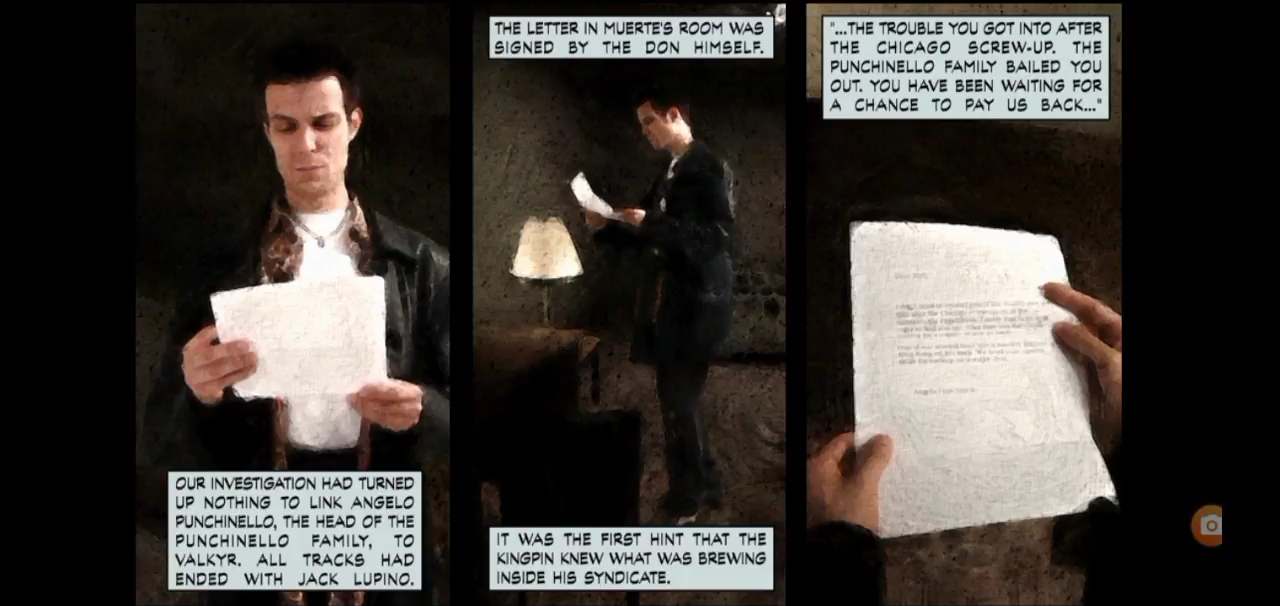 OUR INVESTIGATION HAD TURNED
UP NOTHING TO LINK ANGELO
PUNCHINELLO, THE HEAD OF THE
PUNCHINELLO FAMILY, TO
VALKYR. ALL TRACKS HAD
ENDED WITH JACK LUPINO.
THE LETTER IN MUERTE'S ROOM WAS
SIGNED BY THE DON HIMSELF.
IT WAS THE FIRST HINT THAT THE
KINGPIN KNEW WHAT WAS BREWING
INSIDE HIS SYNDICATE.
"...THE TROUBLE YOU GOT INTO AFTER
THE CHICAGO SCREW-UP. THE
PUNCHINELLO FAMILY BAILED YOU
OUT. YOU HAVE BEEN WAITING FOR
A CHANCE TO PAY US BACK..."